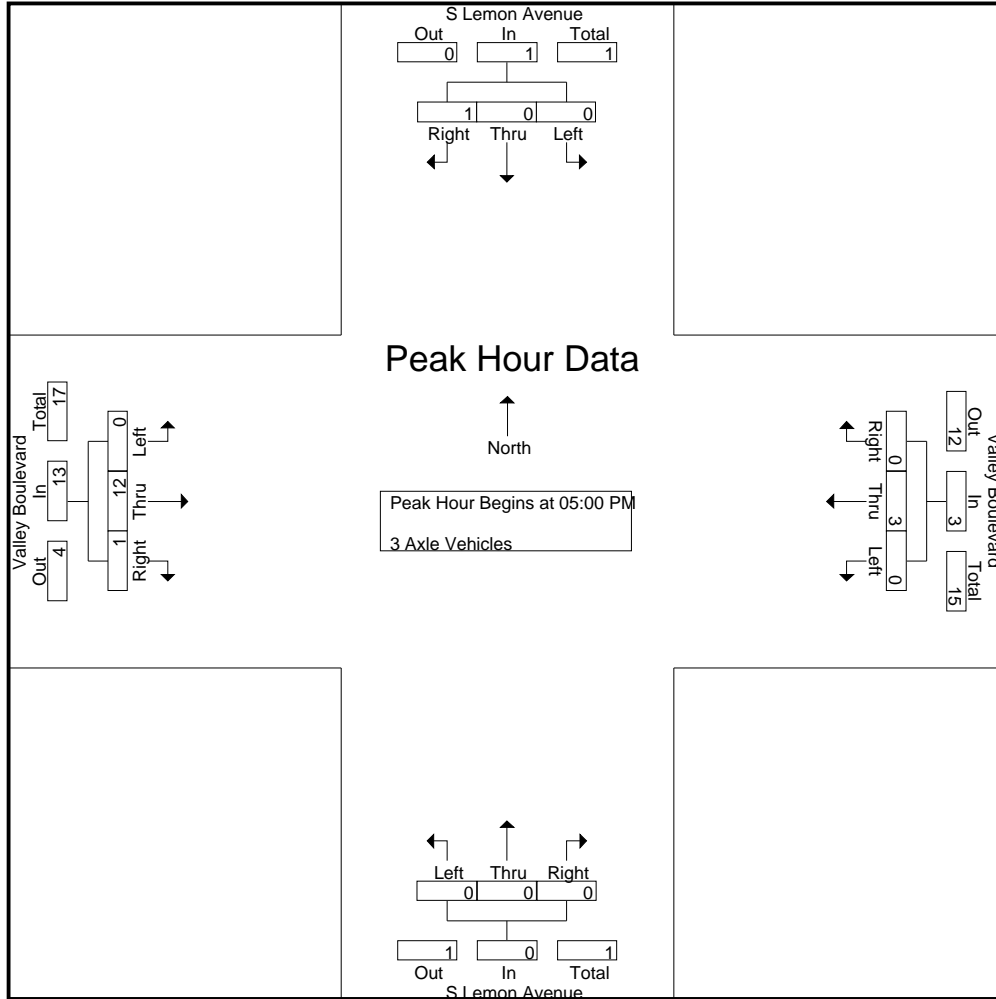 S Lemon Avenue
Out In Total
0 1 1
1 0 0
Right Thru Left
Peak Hour Data
North
Peak Hour Begins at 05:00 PM
3 Axle Vehicles
Valley Boulevard
Out In Total
4 13 17
1 12 0
Right Thru Left
Valley Boulevard
Out In Total
12 3 15
Right Thru Left
0 3 0
Left Thru Right
0 0 0
1 0 1
Out In Total
S Lemon Avenue